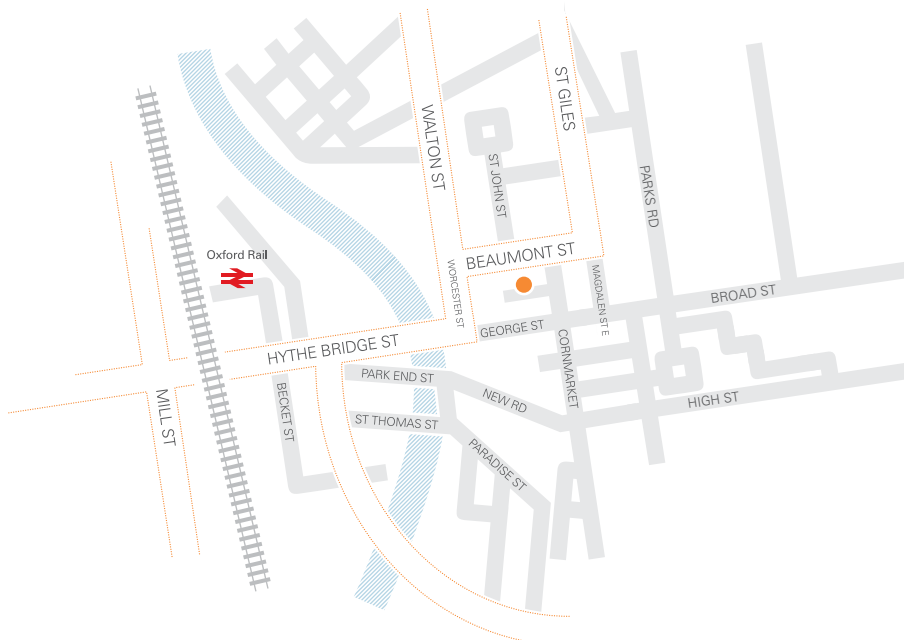 ST GILES
WALTON ST
ST JOHN ST
PARKS RD
Oxford Rail
BEAUMONT ST
WORCESTER ST
MAGDALEN ST E
BROAD ST
GEORGE ST
HYTHE BRIDGE ST
CORNMARKET
PARK END ST
NEW RD
HIGH ST
MILL ST
BECKET ST
ST THOMAS ST
PARADISE ST